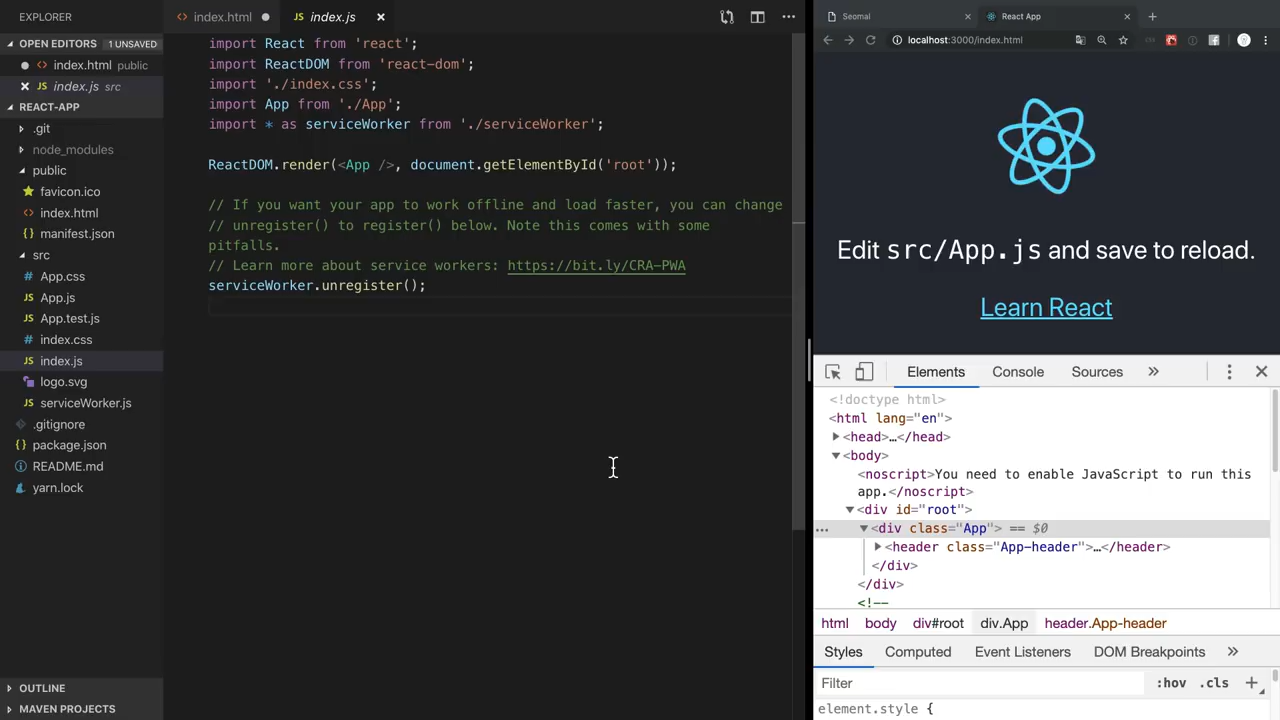 EXPLORER
OPEN EDITORS 1 UNSAVED
index.html public
JS index.js src
REACT-APP
.git
node_modules
public
favicon.ico
index.html
manifest.json
src
App.css
JS App.js
JS App.test.js
index.css
JS index.js
logo.svg
JS serviceWorker.js
.gitignore
package.json
README.md
yarn.lock
OUTLINE
MAVEN PROJECTS
index.html
JS index.js
import React from 'react';
import ReactDOM from 'react-dom';
import './index.css';
import App from './App';
import * as serviceWorker from './serviceWorker';
ReactDOM.render(<App />, document.getElementById('root'));
// If you want your app to work offline and load faster, you can change
// unregister() to register() below. Note this comes with some
pitfalls.
// Learn more about service workers: https://bit.ly/CRA-PWA
serviceWorker.unregister();
Seomal
React App
localhost:3000/index.html
Edit src/App.js and save to reload.
Learn React
Elements Console Sources
<!doctype html>
<html lang="en">
<head>…</head>
<body>
<noscript>You need to enable JavaScript to run this
app.</noscript>
<div id="root">
<div class="App"> == $0
<header class="App-header">…</header>
</div>
</div>
<!--
html body div#root div.App header.App-header
Styles Computed Event Listeners DOM Breakpoints
Filter :hov .cls +
element.style {